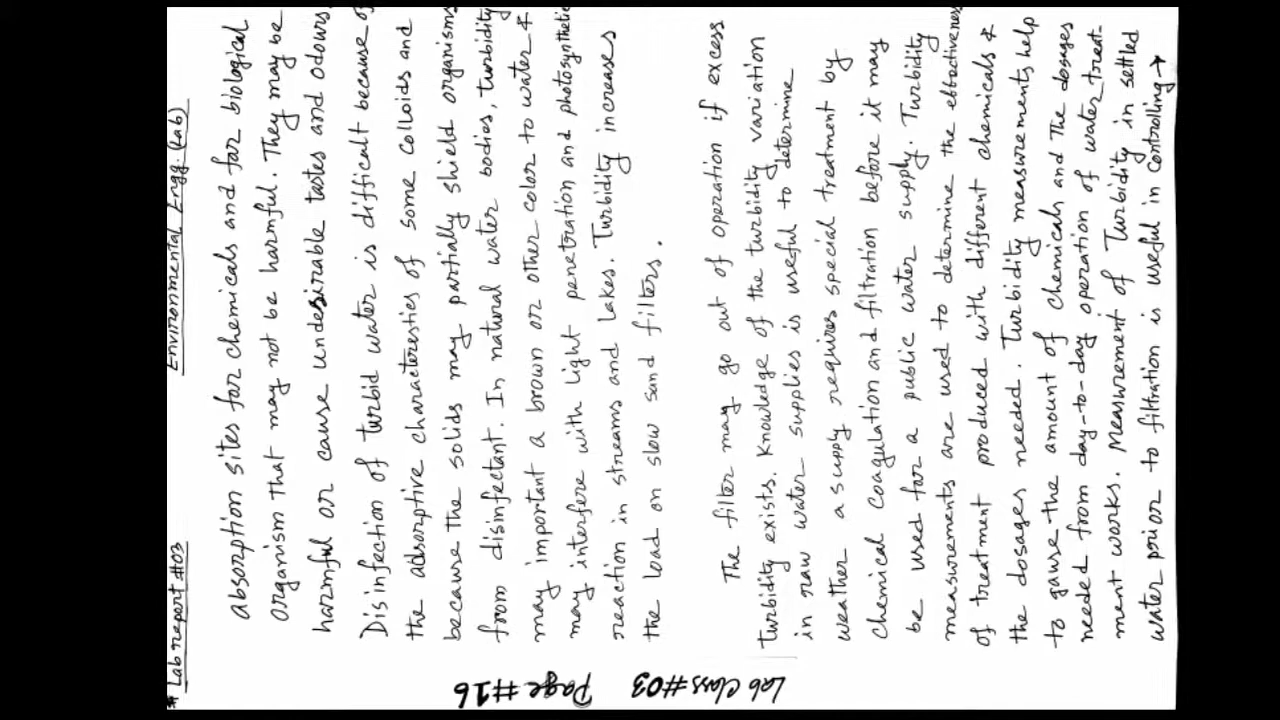 * Lab report #03 Environmental Engg. (Lab)
absorption sites for chemicals and for biological
organism that may not be harmful. They may be
harmful or cause undesirable tastes and odours.
Disinfection of turbid water is difficult because of
the adsorptive characteristics of some colloids and
because the solids may partially shield organisms
from disinfectant. In natural water bodies, turbidity
may important a brown or other color to water &
may interfere with light penetration and photosynthetic
reaction in streams and lakes. Turbidity increases
the load on slow sand filters.
The filter may go out of operation if excess
turbidity exists. Knowledge of the turbidity variation
in raw water supplies is useful to determine
weather a supply requires special treatment by
chemical coagulation and filtration before it may
be used for a public water supply. Turbidity
measurements are used to determine the effectiveness
of treatment produced with different chemicals &
the dosages needed. Turbidity measurements help
to gause the amount of chemicals and The dosages
needed from day-to-day operation of water treat-
ment works. Measurement of Turbidity in settled
water prior to filtration is useful in controlling →
Lab Class #03 Page #16